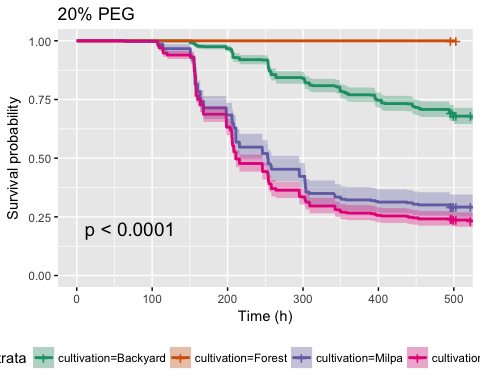 20% PEG
Survival probability
1.00
0.75
0.50
0.25
0.00
p < 0.0001
0 100 200 300 400 500
Time (h)
rata cultivation=Backyard cultivation=Forest cultivation=Milpa cultivation